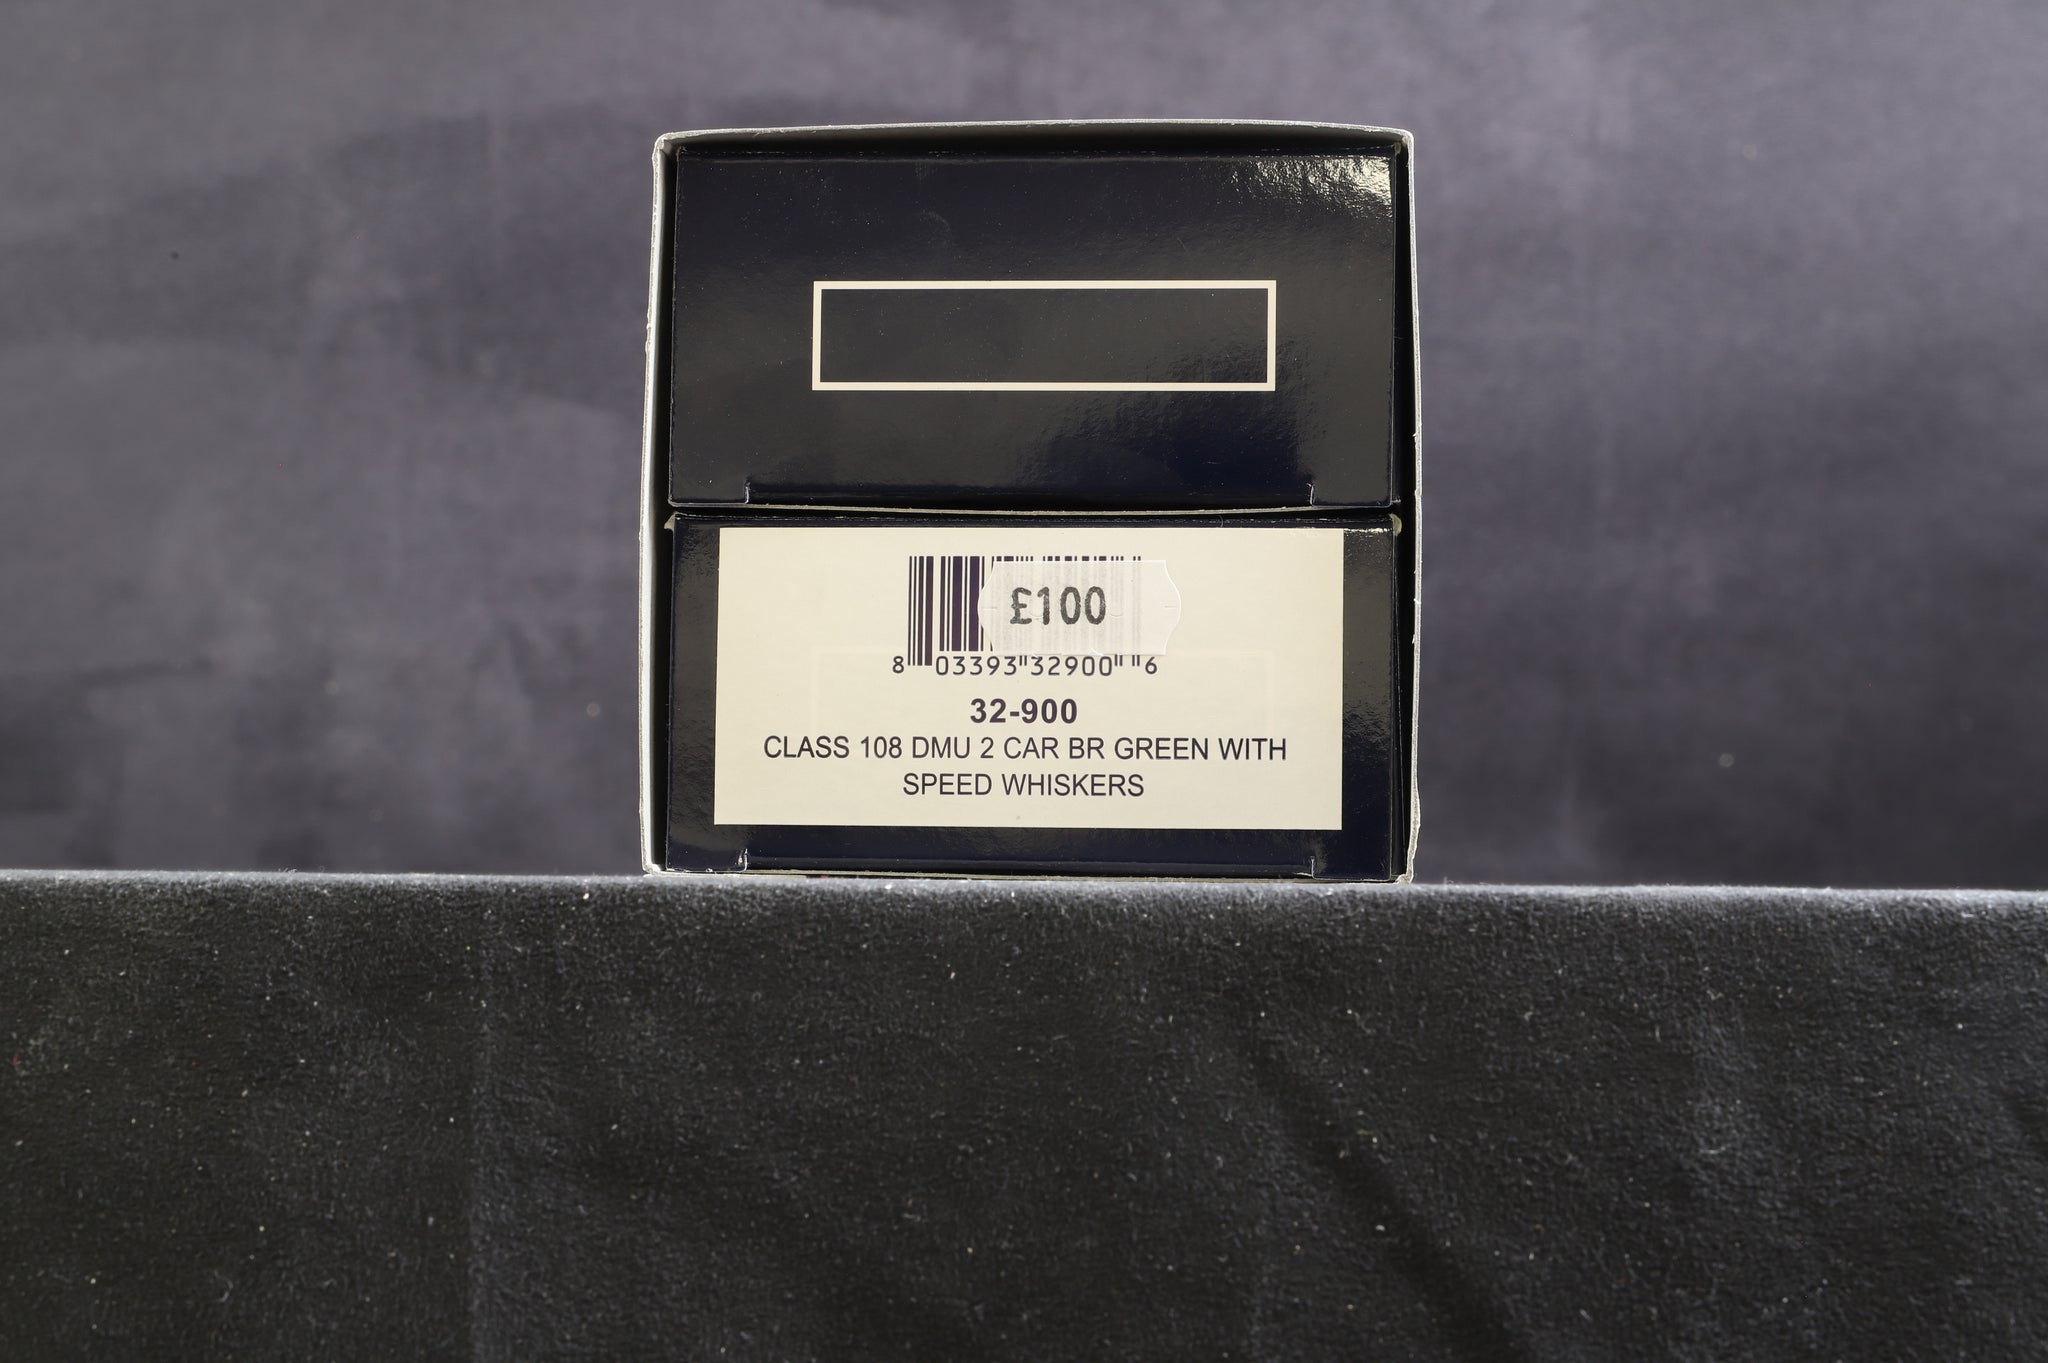 £100
8 03393 32900 6
32-900
CLASS 108 DMU 2 CAR BR GREEN WITH
SPEED WHISKERS